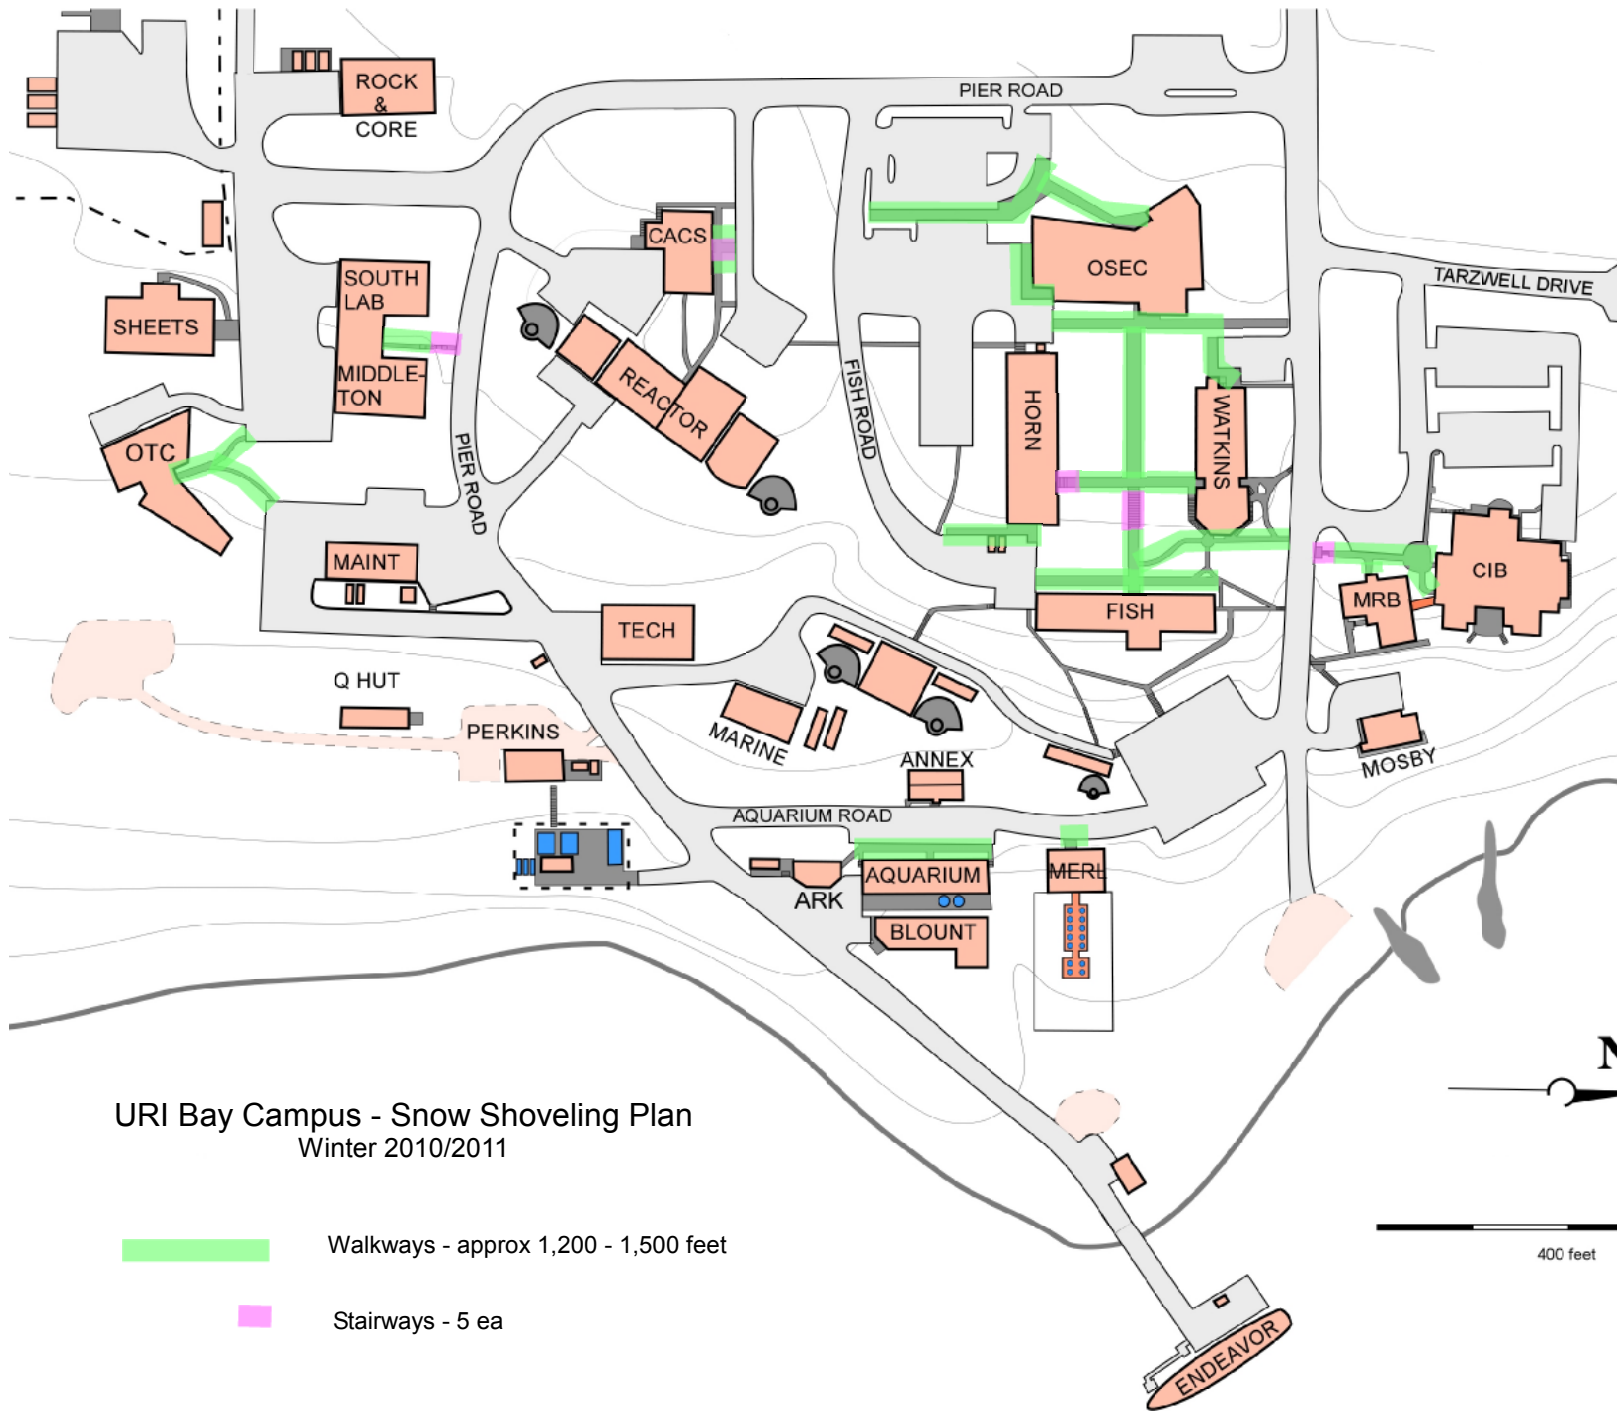 ROCK
&
CORE
PIER ROAD
CACS
OSEC
TARZWELL DRIVE
SOUTH
LAB
SHEETS
MIDDLE-
TON
REACTOR
FISH ROAD
HORN
WATKINS
OTC
PIER ROAD
MAINT
CIB
MRB
FISH
TECH
Q HUT
PERKINS
MARINE
ANNEX
MOSBY
AQUARIUM ROAD
MERL
AQUARIUM
ARK
BLOUNT
N
URI Bay Campus - Snow Shoveling Plan
Winter 2010/2011
Walkways - approx 1,200 - 1,500 feet
400 feet
Stairways - 5 ea
ENDEAVOR